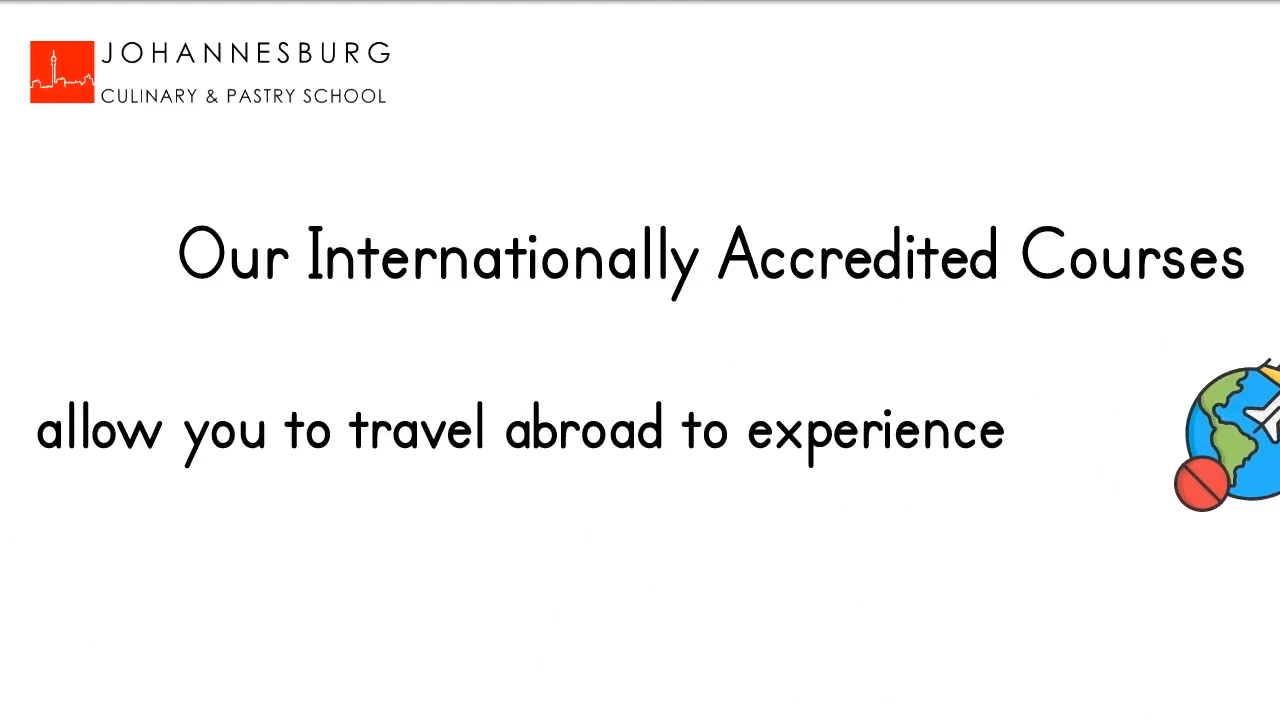 JOHANNESBURG
CULINARY & PASTRY SCHOOL
Our Internationally Accredited Courses
allow you to travel abroad to experience